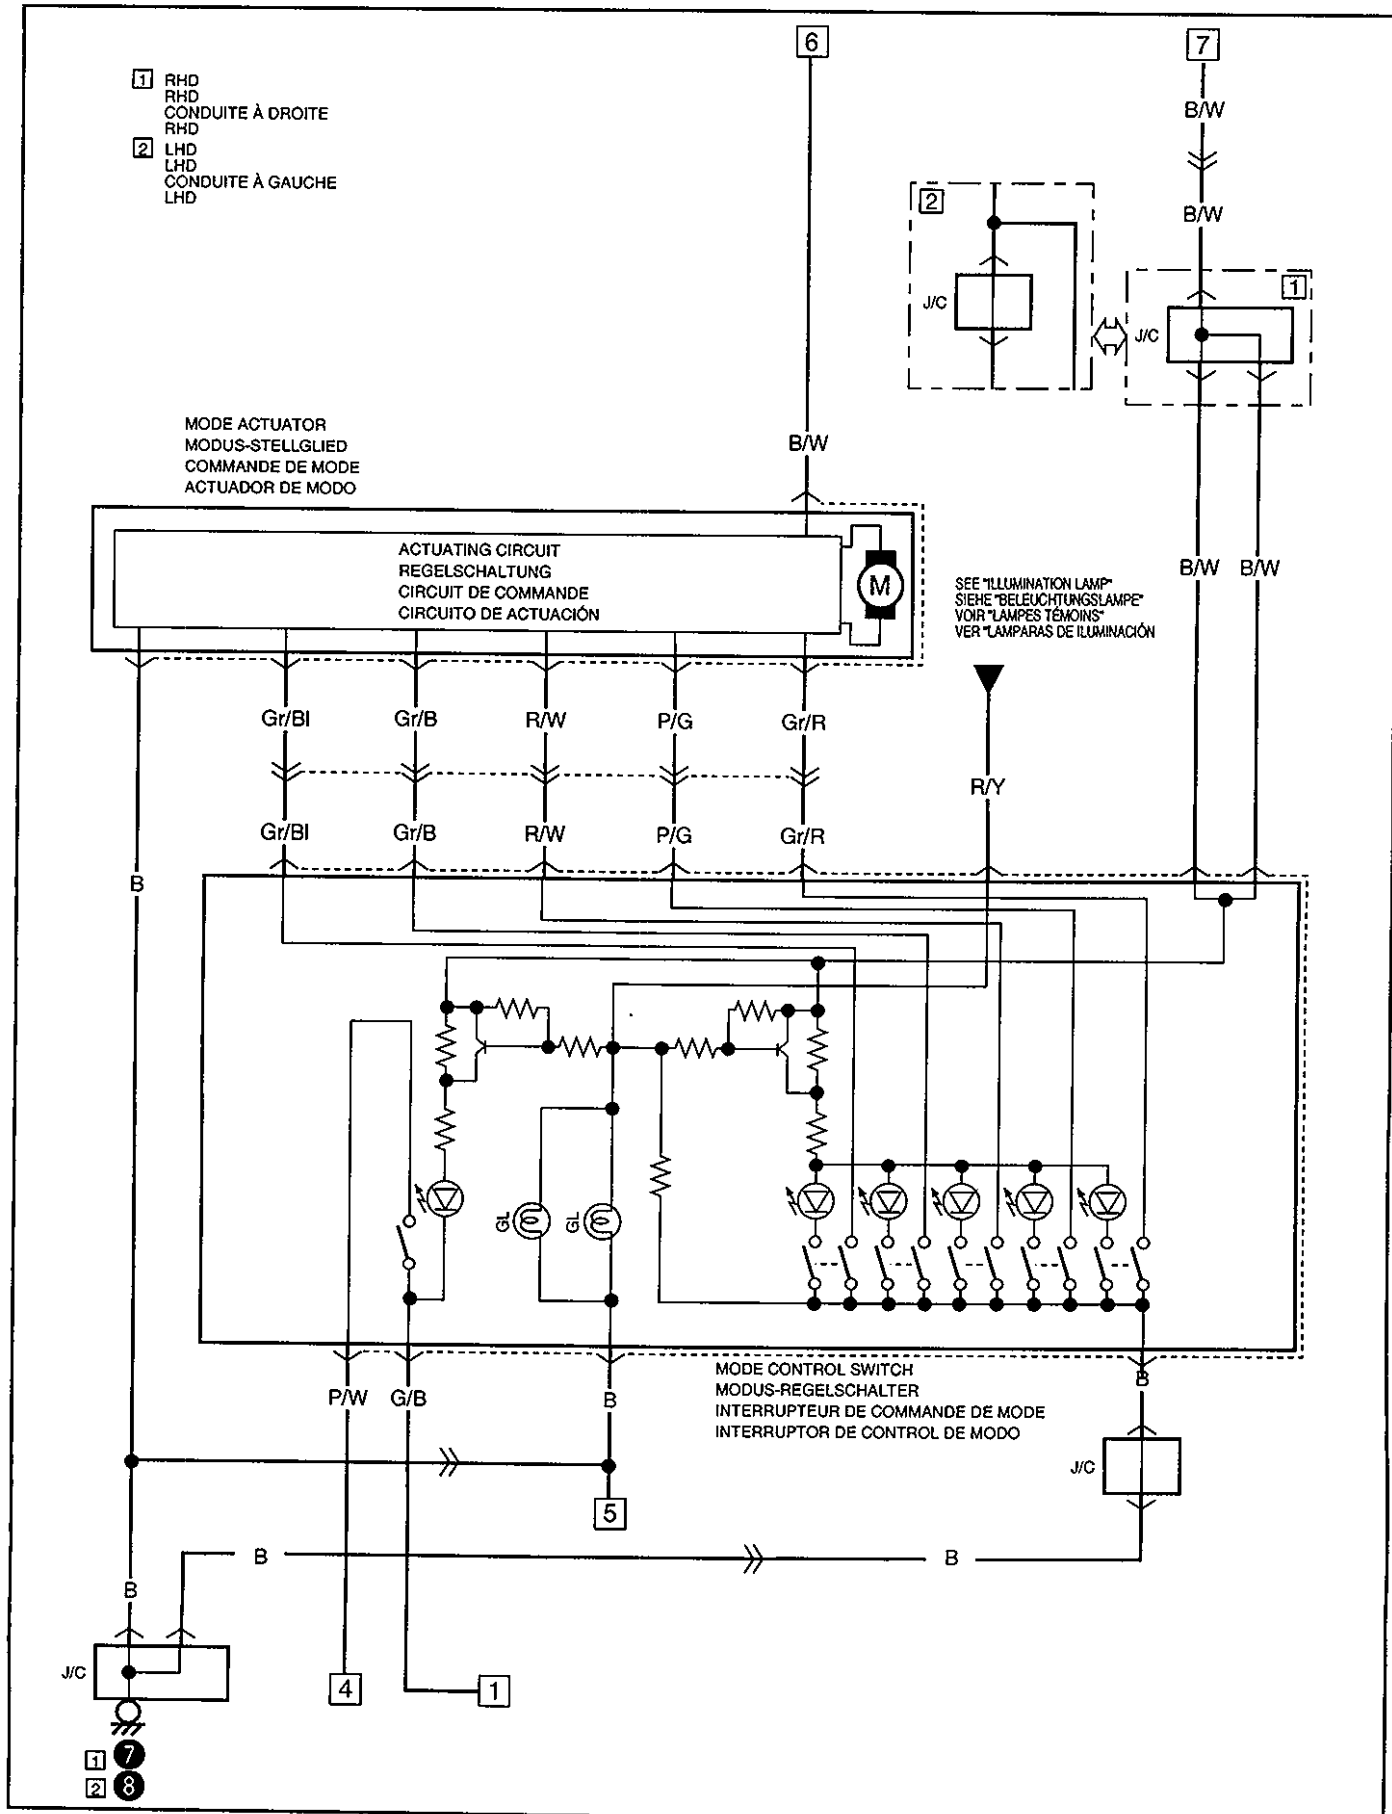 6
7
1 RHD
RHD
CONDUITE À DROITE
RHD
2 LHD
LHD
CONDUITE À GAUCHE
LHD
B/W
B/W
2
J/C
1
J/C
MODE ACTUATOR
MODUS-STELLGLIED
COMMANDE DE MODE
ACTUADOR DE MODO
B/W
ACTUATING CIRCUIT
REGELSCHALTUNG
CIRCUIT DE COMMANDE
CIRCUITO DE ACTUACIÓN
M
B/W B/W
SEE "ILLUMINATION LAMP"
SIEHE "BELEUCHTUNGSLAMPE"
VOIR "LAMPES TÉMOINS"
VER "LAMPARAS DE ILUMINACIÓN
Gr/Bl Gr/B R/W P/G Gr/R
R/Y
Gr/Bl Gr/B R/W P/G Gr/R
B
GL GL
P/W G/B B
MODE CONTROL SWITCH
MODUS-REGELSCHALTER
INTERRUPTEUR DE COMMANDE DE MODE
INTERRUPTOR DE CONTROL DE MODO
B
J/C
5
B B
B
J/C
4 1
1 7
2 8